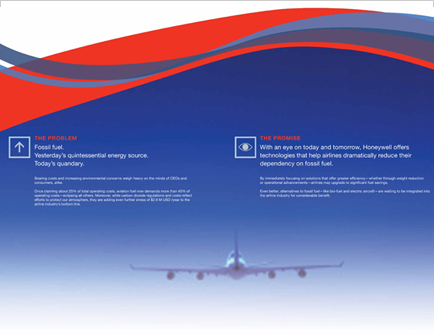 THE PROBLEM
Fossil fuel.
Yesterday's quintessential energy source.
Today's quandary.
Soaring costs and increasing environmental concerns weigh heavy on the minds of CEOs and
consumers, alike.
Once claiming about 20% of total operating costs, aviation fuel now demands more than 40% of
operating costs – outpacing all others. Moreover, while carbon dioxide regulations and costs reflect
efforts to protect our atmosphere, they are adding even further stress of $2.9 M USD /year to the
airline industry's bottom-line.
THE PROMISE
With an eye on today and tomorrow, Honeywell offers
technologies that help airlines dramatically reduce their
dependency on fossil fuel.
By immediately focusing on solutions that offer greater efficiency – whether through weight reduction
or operational advancements – airlines may upgrade to significant fuel savings.
Even better, alternatives to fossil fuel – like bio-fuel and electric aircraft – are waiting to be integrated into
the airline industry for considerable benefit.